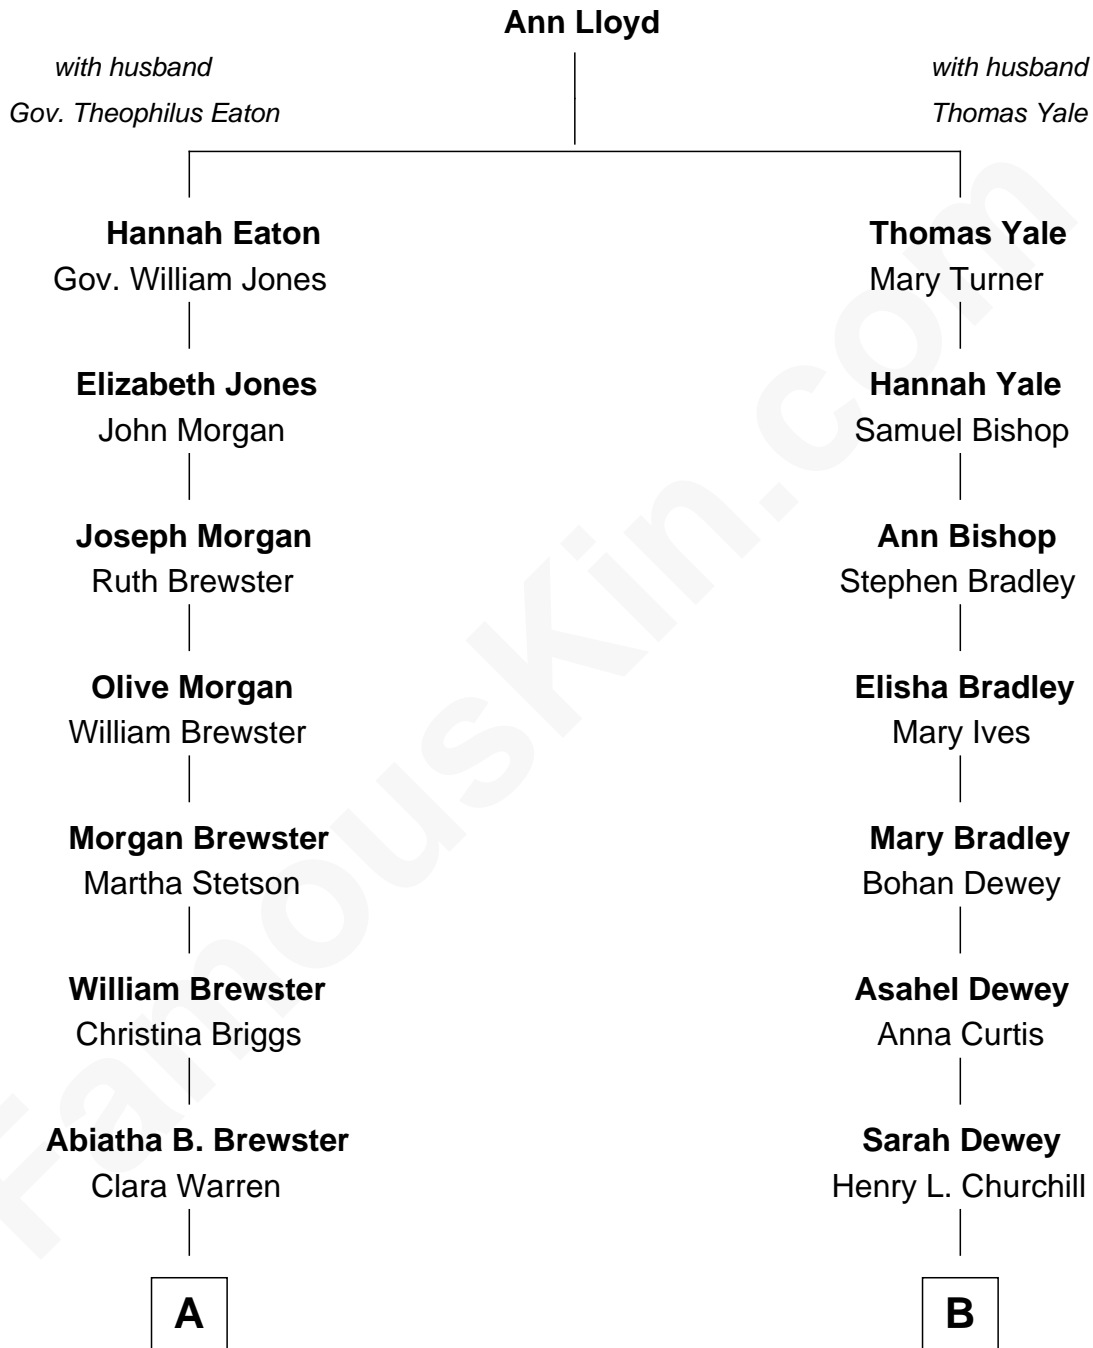 Ann Lloyd
with husband
Gov. Theophilus Eaton
with husband
Thomas Yale
Hannah Eaton
Gov. William Jones
Thomas Yale
Mary Turner
Elizabeth Jones
John Morgan
Hannah Yale
Samuel Bishop
Joseph Morgan
Ruth Brewster
Ann Bishop
Stephen Bradley
Olive Morgan
William Brewster
Elisha Bradley
Mary Ives
Morgan Brewster
Martha Stetson
Mary Bradley
Bohan Dewey
William Brewster
Christina Briggs
Asahel Dewey
Anna Curtis
Abiatha B. Brewster
Clara Warren
Sarah Dewey
Henry L. Churchill
A
B
FamousKin.com